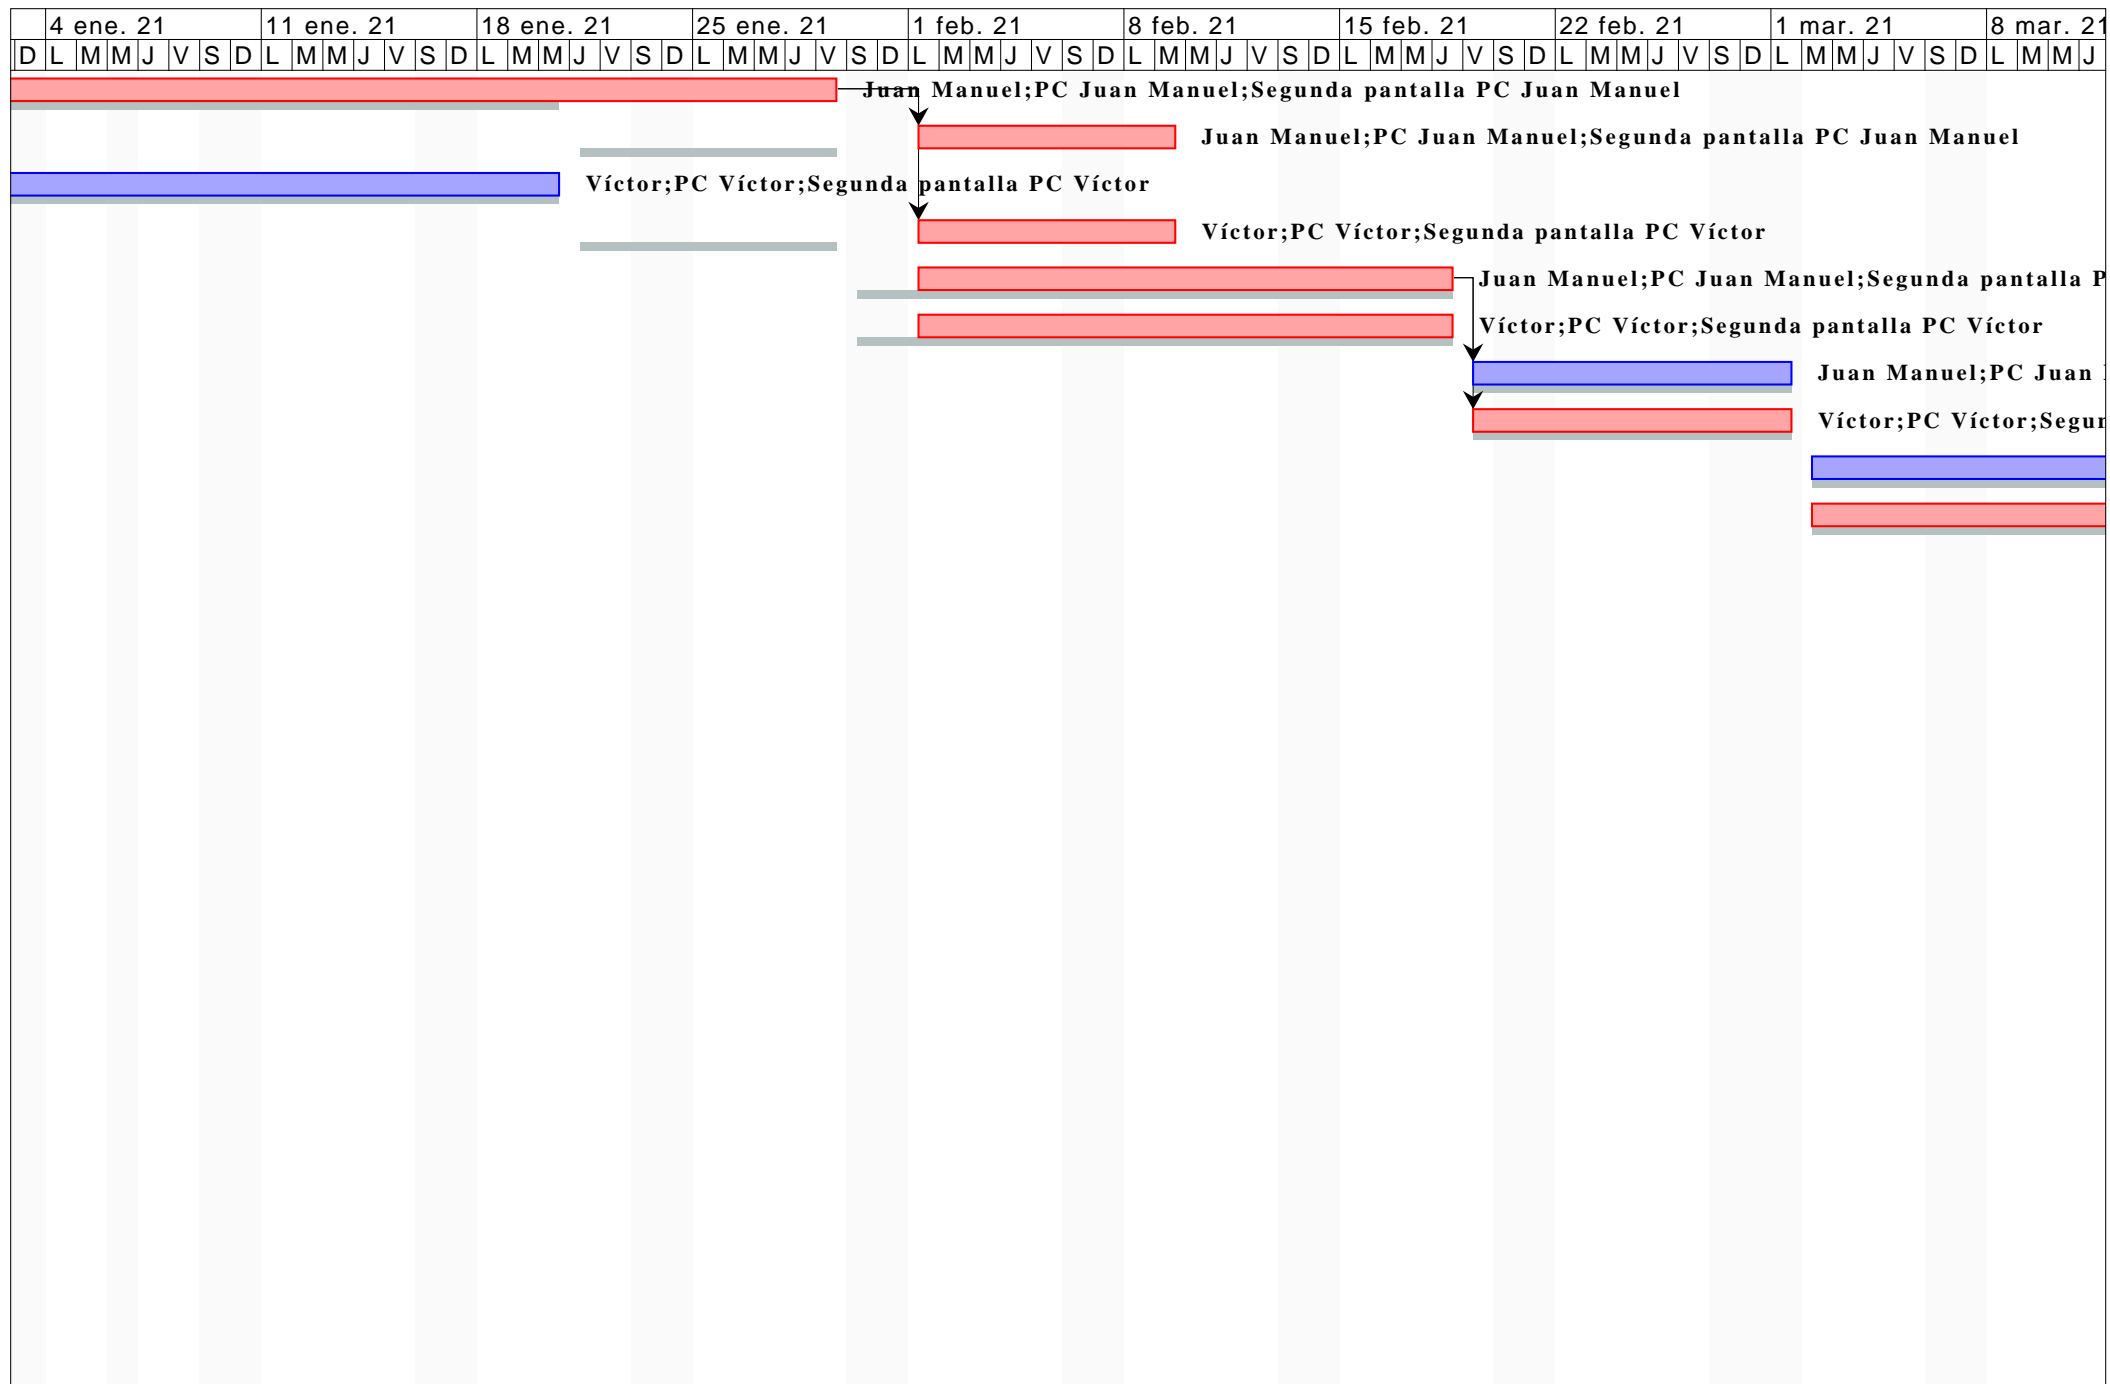 4 ene. 21 11 ene. 21 18 ene. 21 25 ene. 21 1 feb. 21 8 feb. 21 15 feb. 21 22 feb. 21 1 mar. 21 8 mar. 21
D L M M J V S D L M M J V S D L M M J V S D L M M J V S D L M M J V S D L M M J V S D L M M J V S D L M M J V S D L M M J V S D L M M J
Juan Manuel;PC Juan Manuel;Segunda pantalla PC Juan Manuel
Juan Manuel;PC Juan Manuel;Segunda pantalla PC Juan Manuel
Víctor;PC Víctor;Segunda pantalla PC Víctor
Víctor;PC Víctor;Segunda pantalla PC Víctor
Juan Manuel;PC Juan Manuel;Segunda pantalla P
Víctor;PC Víctor;Segunda pantalla PC Víctor
Juan Manuel;PC Juan
Víctor;PC Víctor;Segun